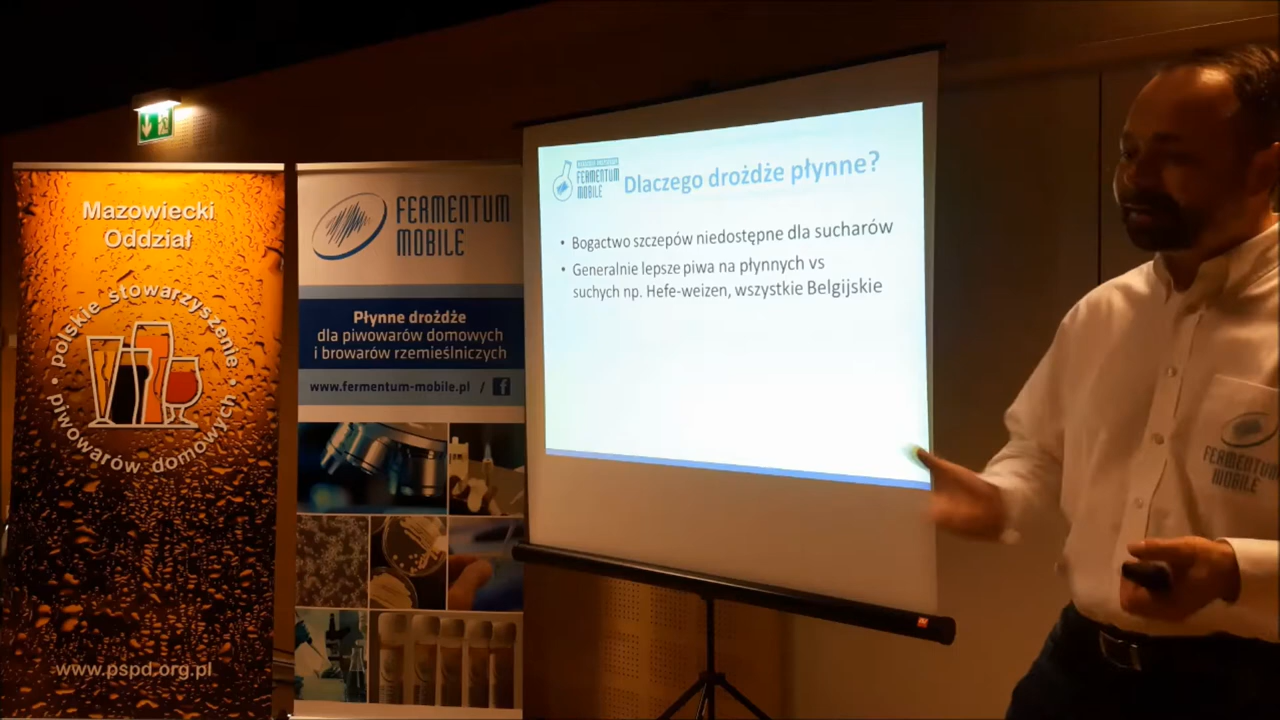 Mazowiecki
Oddział
• polskie stowarzyszenie •
piwowarów domowych
www.pspd.org.pl
FERMENTUM
MOBILE
Płynne drożdże
dla piwowarów domowych
i browarów rzemieślniczych
www.fermentum-mobile.pl / f
FERMENTUM
MOBILE
Dlaczego drożdże płynne?
• Bogactwo szczepów niedostępne dla sucharów
• Generalnie lepsze piwa na płynnych vs
suchych np. Hefe-weizen, wszystkie Belgijskie
FERMENTUM
MOBILE